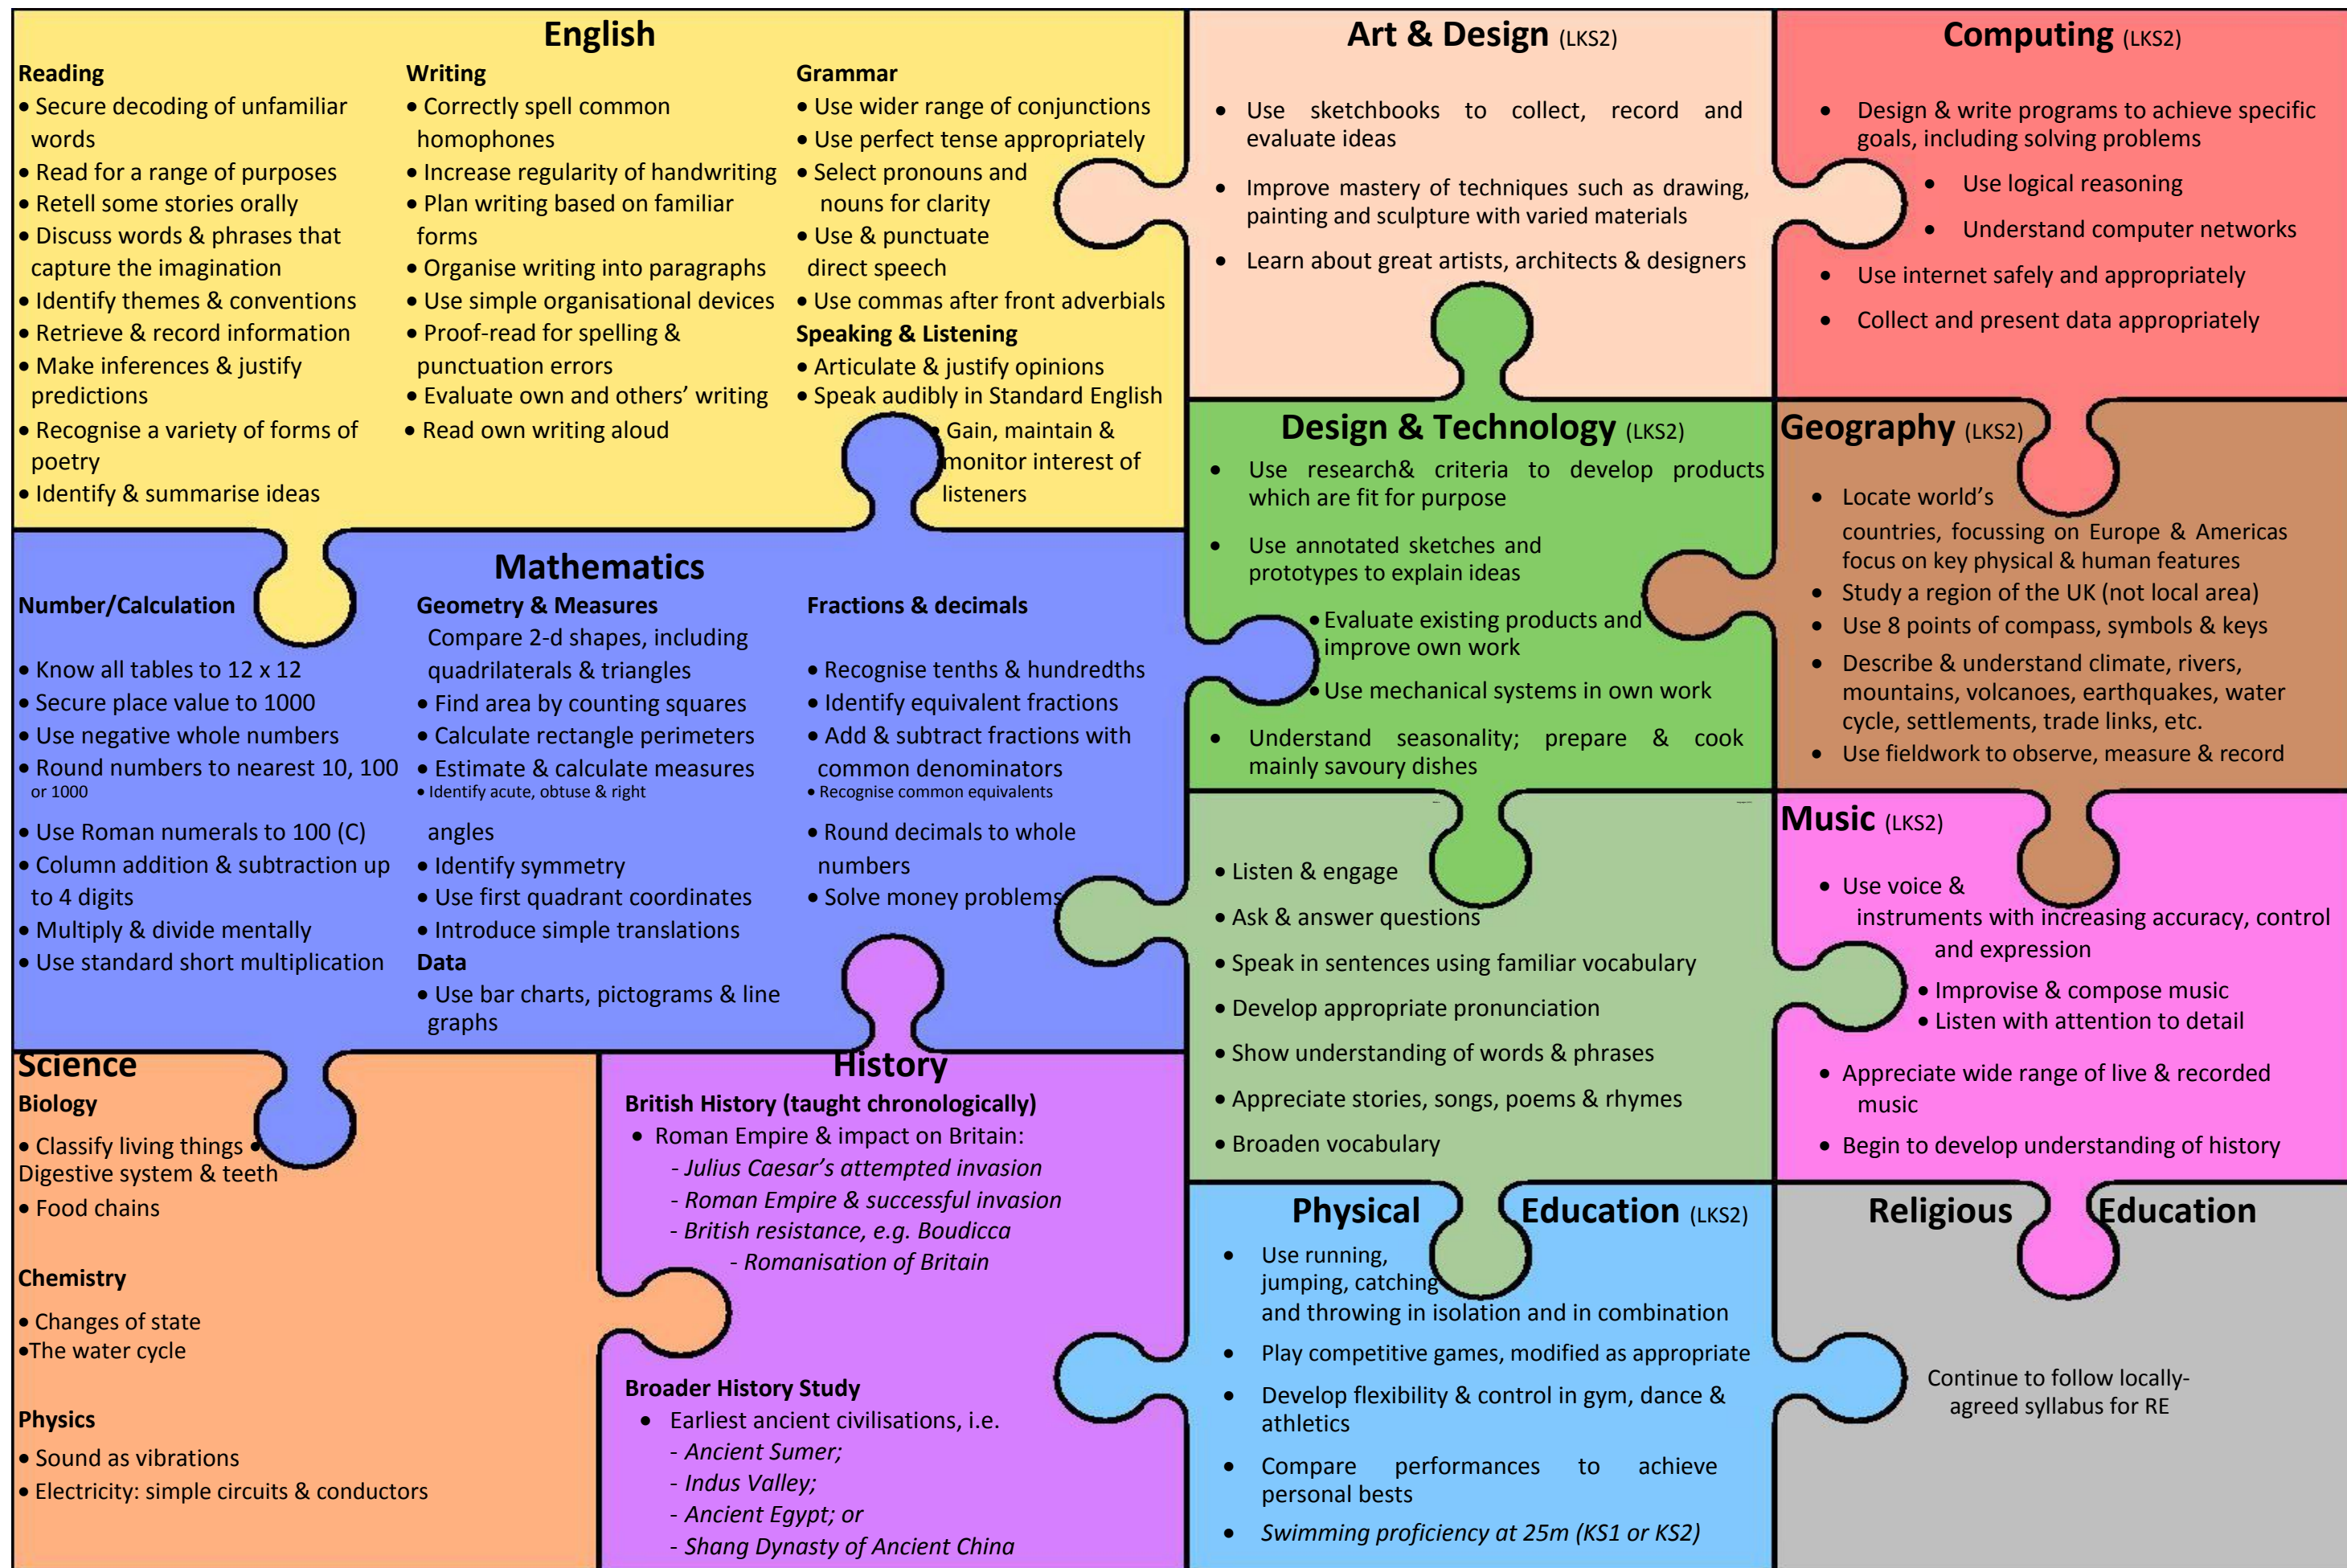 English
Reading
• Secure decoding of unfamiliar
words
• Read for a range of purposes
• Retell some stories orally
• Discuss words & phrases that
capture the imagination
• Identify themes & conventions
• Retrieve & record information
• Make inferences & justify
predictions
• Recognise a variety of forms of
poetry
• Identify & summarise ideas
Writing
• Correctly spell common
homophones
• Increase regularity of handwriting
• Plan writing based on familiar
forms
• Organise writing into paragraphs
• Use simple organisational devices
• Proof-read for spelling &
punctuation errors
• Evaluate own and others’ writing
• Read own writing aloud
Grammar
• Use wider range of conjunctions
• Use perfect tense appropriately
• Select pronouns and
nouns for clarity
• Use & punctuate
direct speech
• Use commas after front adverbials
Speaking & Listening
• Articulate & justify opinions
• Speak audibly in Standard English
• Gain, maintain &
monitor interest of
listeners
Art & Design (LKS2)
• Use sketchbooks to collect, record and
evaluate ideas
• Improve mastery of techniques such as drawing,
painting and sculpture with varied materials
• Learn about great artists, architects & designers
Computing (LKS2)
• Design & write programs to achieve specific
goals, including solving problems
• Use logical reasoning
• Understand computer networks
• Use internet safely and appropriately
• Collect and present data appropriately
Mathematics
Number/Calculation
• Know all tables to 12 x 12
• Secure place value to 1000
• Use negative whole numbers
• Round numbers to nearest 10, 100
or 1000
• Use Roman numerals to 100 (C)
• Column addition & subtraction up
to 4 digits
• Multiply & divide mentally
• Use standard short multiplication
Geometry & Measures
Compare 2-d shapes, including
quadrilaterals & triangles
• Find area by counting squares
• Calculate rectangle perimeters
• Estimate & calculate measures
• Identify acute, obtuse & right
angles
• Identify symmetry
• Use first quadrant coordinates
• Introduce simple translations
Data
• Use bar charts, pictograms & line
graphs
Fractions & decimals
• Recognise tenths & hundredths
• Identify equivalent fractions
• Add & subtract fractions with
common denominators
• Recognise common equivalents
• Round decimals to whole
numbers
• Solve money problems
Design & Technology (LKS2)
• Use research& criteria to develop products
which are fit for purpose
• Use annotated sketches and
prototypes to explain ideas
• Evaluate existing products and
improve own work
• Use mechanical systems in own work
• Understand seasonality; prepare & cook
mainly savoury dishes
Geography (LKS2)
• Locate world’s
countries, focussing on Europe & Americas
focus on key physical & human features
• Study a region of the UK (not local area)
• Use 8 points of compass, symbols & keys
• Describe & understand climate, rivers,
mountains, volcanoes, earthquakes, water
cycle, settlements, trade links, etc.
• Use fieldwork to observe, measure & record
• Listen & engage
• Ask & answer questions
• Speak in sentences using familiar vocabulary
• Develop appropriate pronunciation
• Show understanding of words & phrases
• Appreciate stories, songs, poems & rhymes
• Broaden vocabulary
Music (LKS2)
• Use voice &
instruments with increasing accuracy, control
and expression
• Improvise & compose music
• Listen with attention to detail
• Appreciate wide range of live & recorded
music
• Begin to develop understanding of history
Science
Biology
• Classify living things •
Digestive system & teeth
• Food chains
Chemistry
• Changes of state
•The water cycle
Physics
• Sound as vibrations
• Electricity: simple circuits & conductors
History
British History (taught chronologically)
• Roman Empire & impact on Britain:
- Julius Caesar’s attempted invasion
- Roman Empire & successful invasion
- British resistance, e.g. Boudicca
- Romanisation of Britain
Broader History Study
• Earliest ancient civilisations, i.e.
- Ancient Sumer;
- Indus Valley;
- Ancient Egypt; or
- Shang Dynasty of Ancient China
Physical Education (LKS2)
• Use running,
jumping, catching
and throwing in isolation and in combination
• Play competitive games, modified as appropriate
• Develop flexibility & control in gym, dance &
athletics
• Compare performances to achieve
personal bests
• Swimming proficiency at 25m (KS1 or KS2)
Religious Education
Continue to follow locally-
agreed syllabus for RE